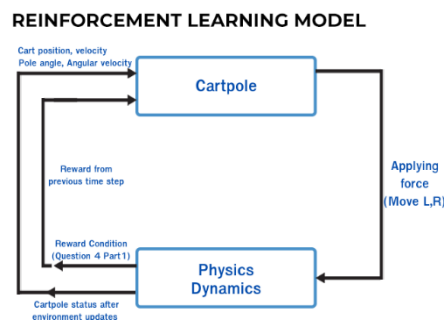 REINFORCEMENT LEARNING MODEL
Cart position, velocity
Pole angle, Angular velocity
Cartpole
Applying
force
(Move L,R)
Reward from
previous time step
Reward Condition
(Question 4 Part1)
Physics
Dynamics
Cartpole status after
environment updates